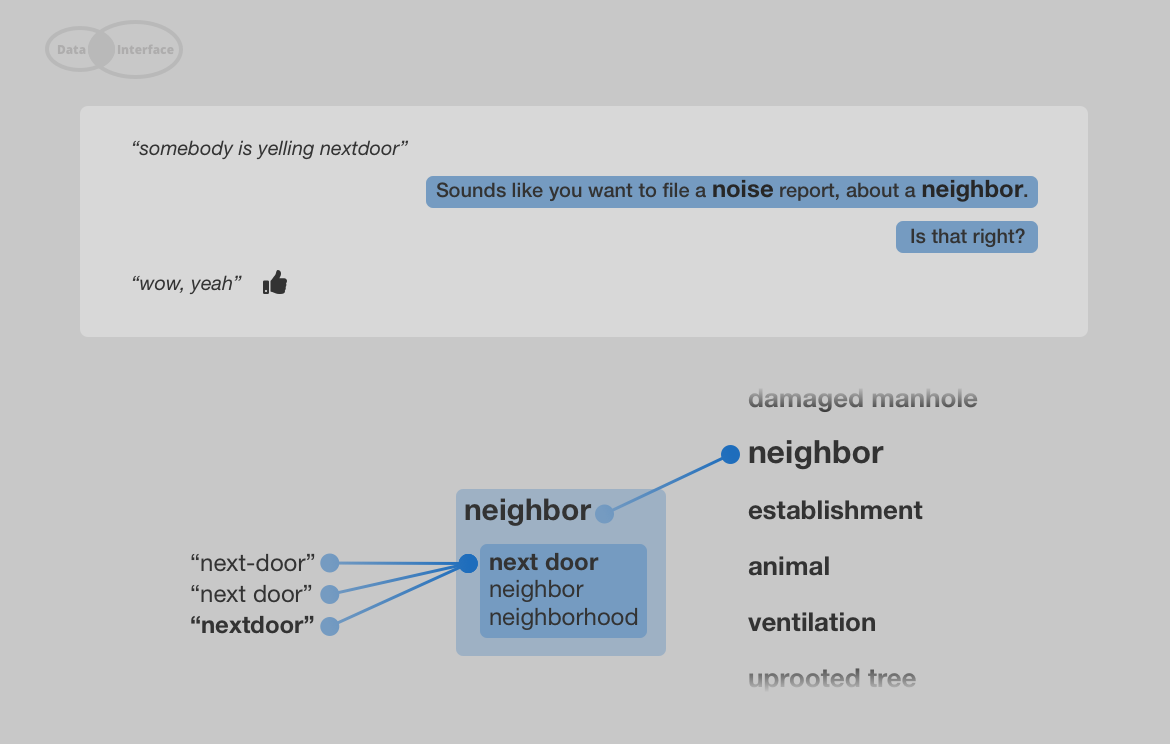 Data Interface
“somebody is yelling nextdoor”
Sounds like you want to file a noise report, about a neighbor.
Is that right?
“wow, yeah”
damaged manhole
neighbor
establishment
animal
ventilation
uprooted tree
neighbor
next door
neighbor
neighborhood
“next-door”
“next door”
“nextdoor”